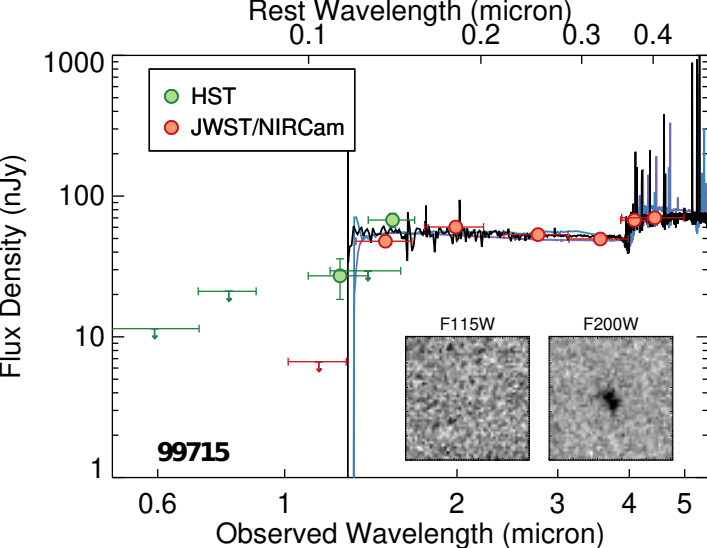 Rest Wavelength (micron)
0.1 0.2 0.3 0.4
1000
100
10
1
Flux Density (nJy)
HST
JWST/NIRCam
F115W F200W
99715
0.6 1 2 3 4 5
Observed Wavelength (micron)